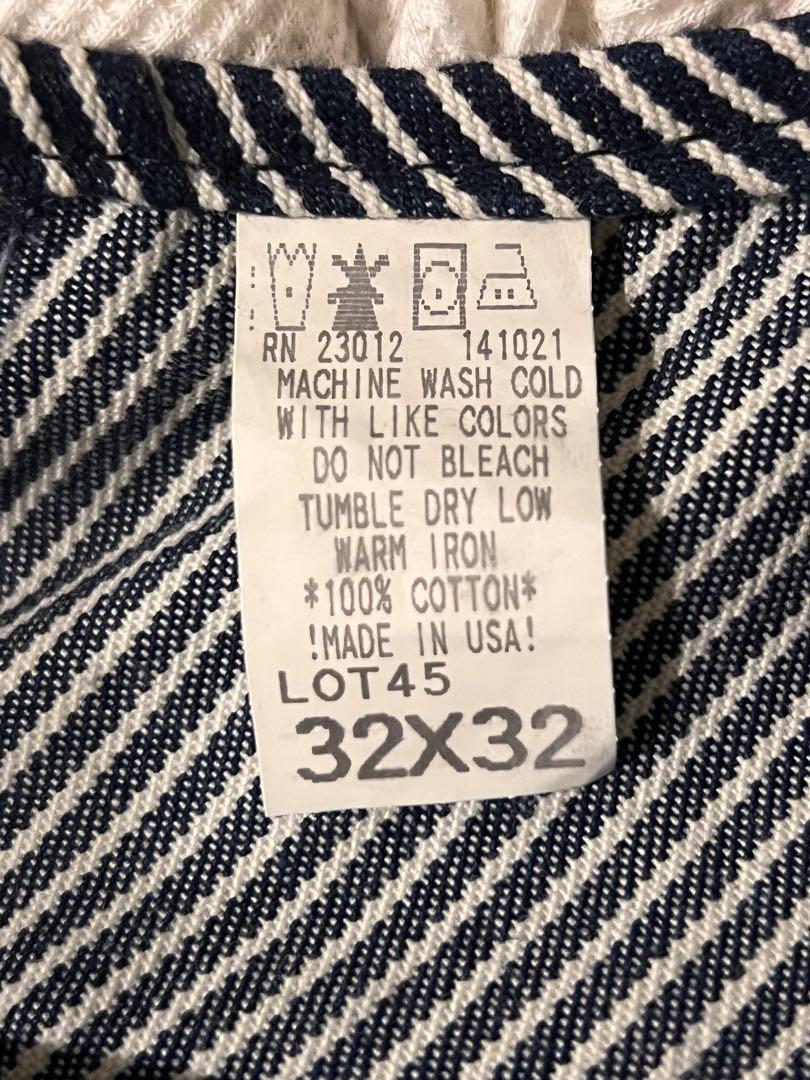 RN 23012 141021
MACHINE WASH COLD
WITH LIKE COLORS
DO NOT BLEACH
TUMBLE DRY LOW
WARM IRON
*100% COTTON*
!MADE IN USA!
LOT45
32X32